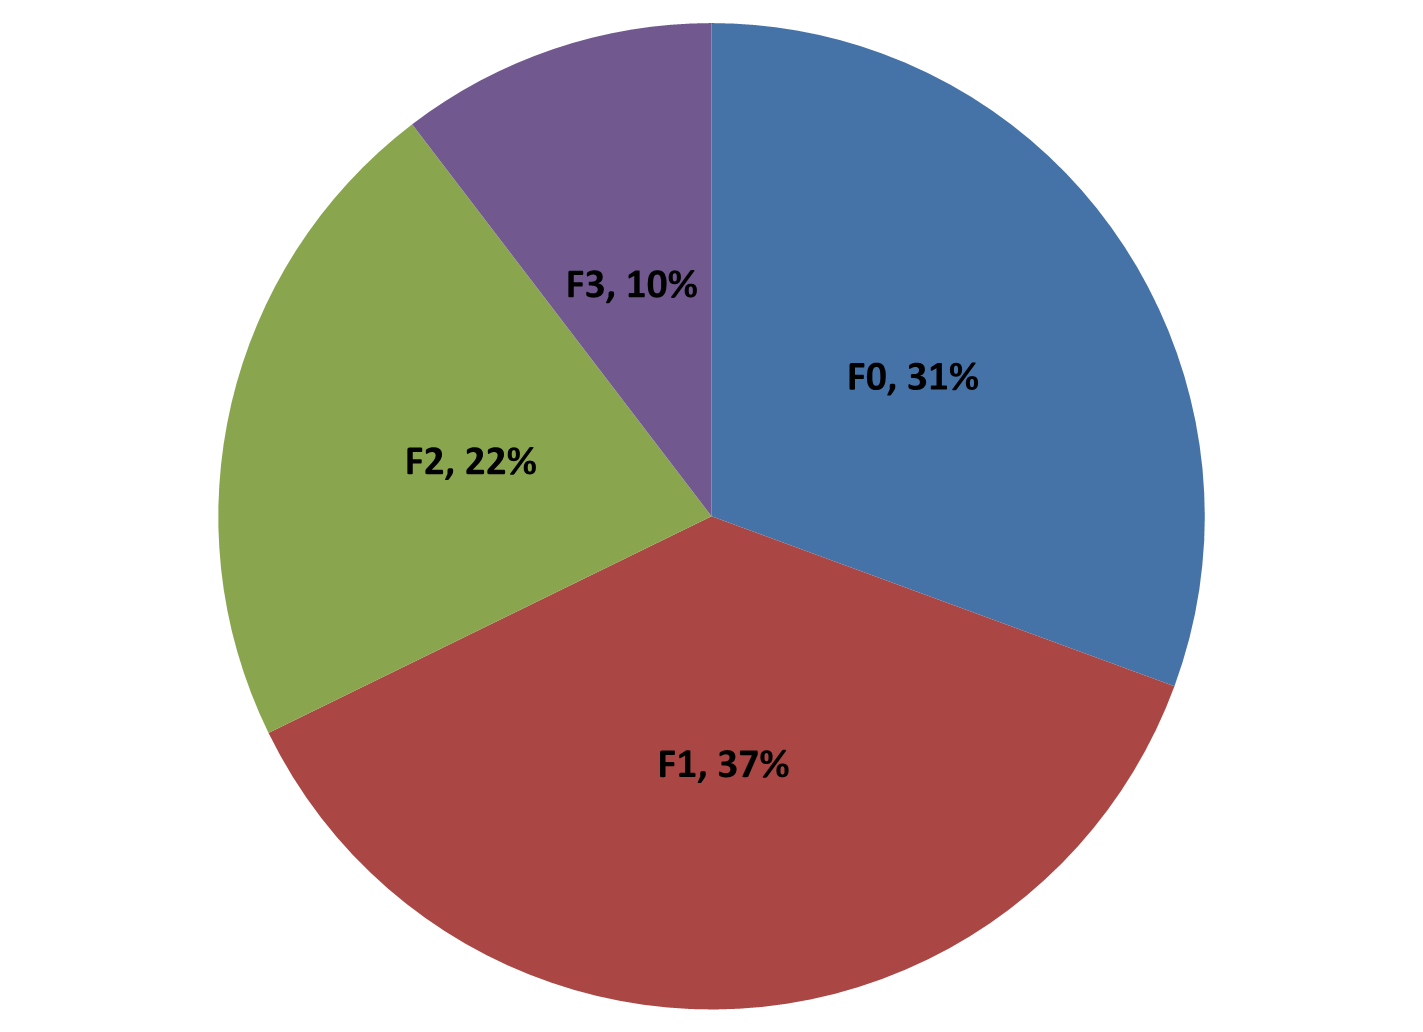 F3, 10%
F0, 31%
F2, 22%
F1, 37%